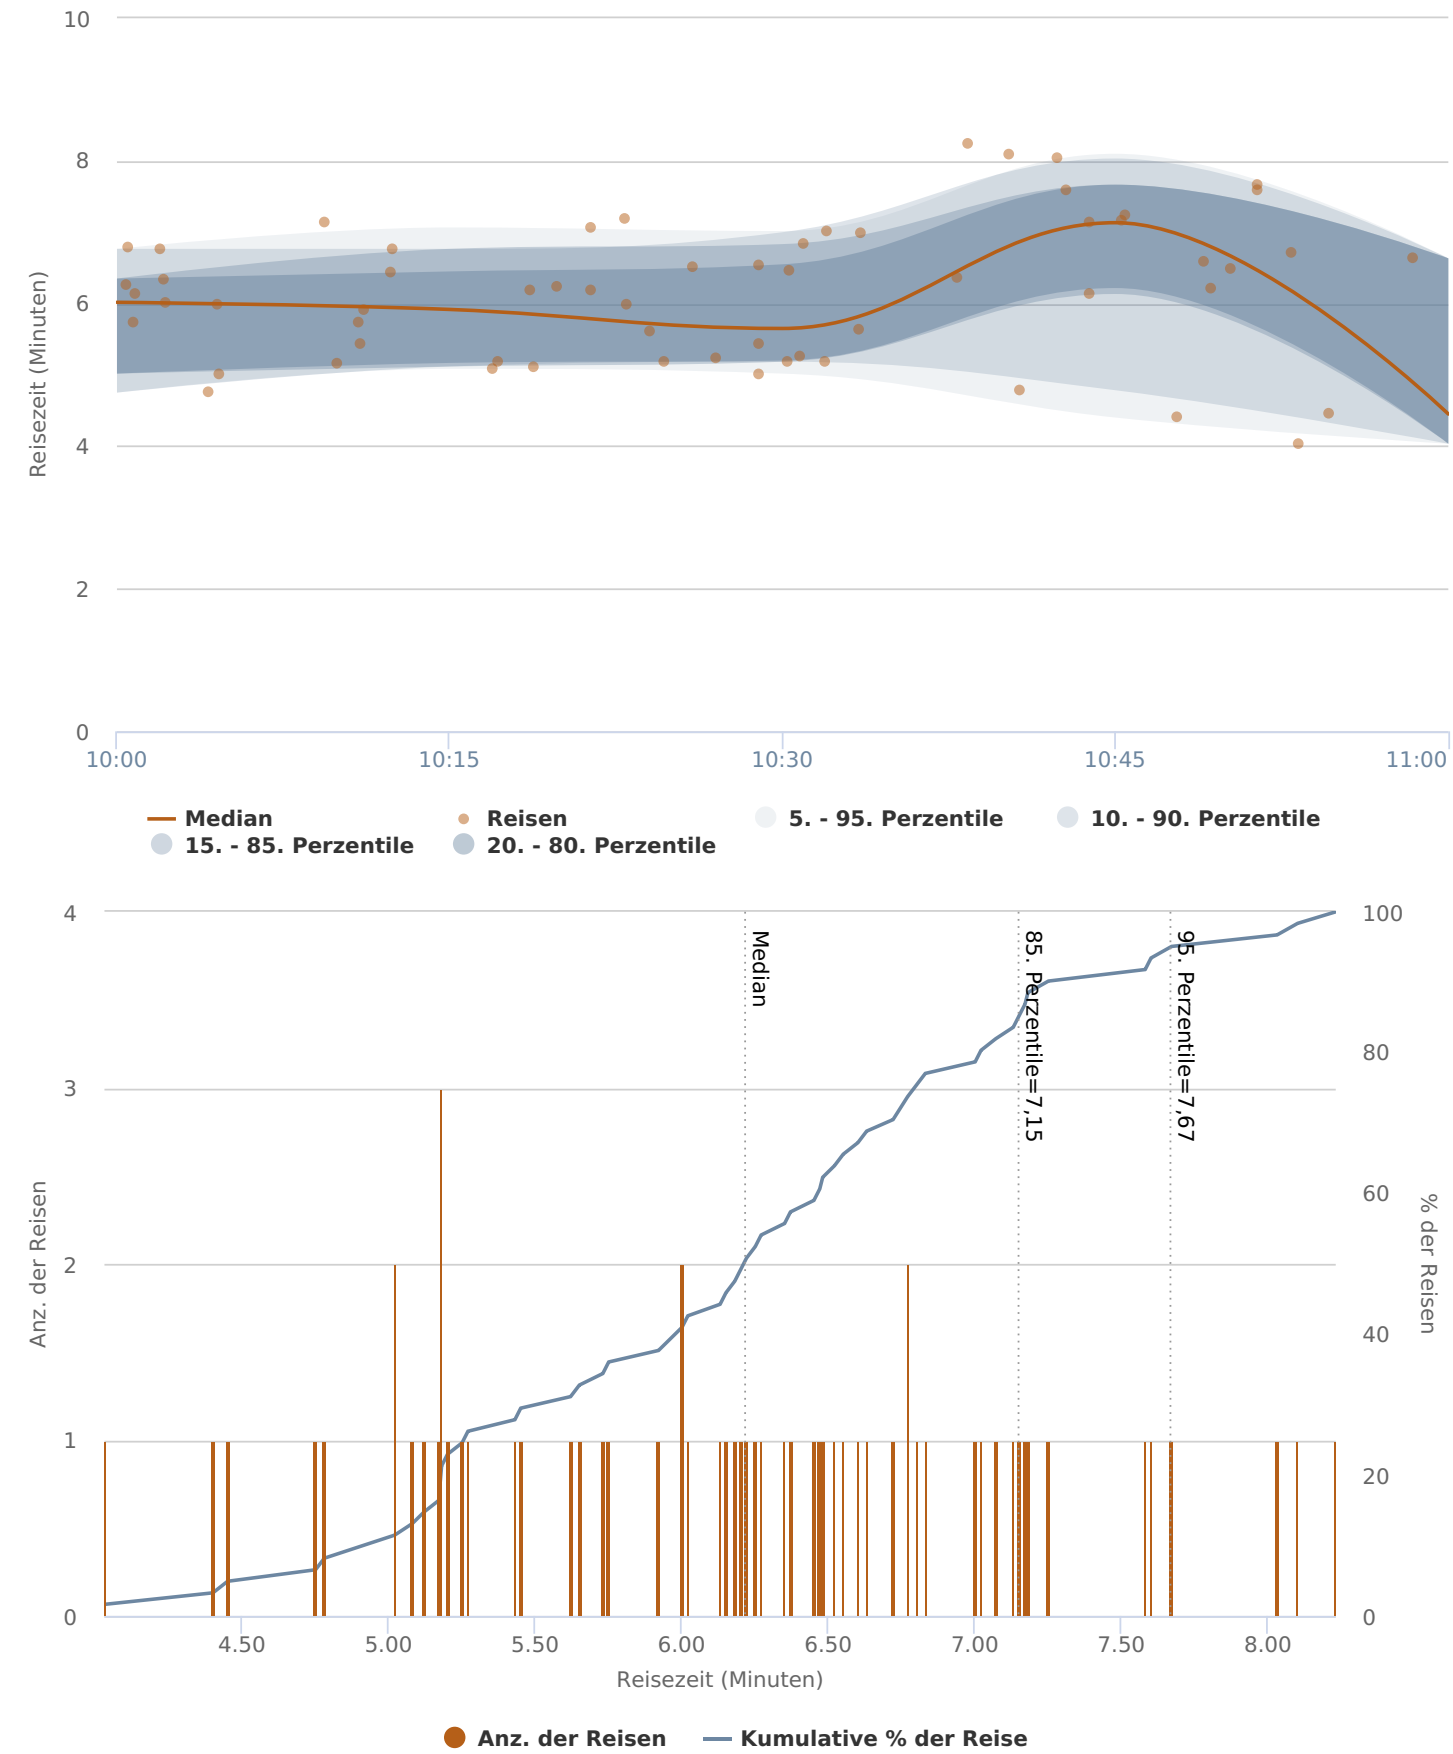 10
8
6
4
2
0
Reisezeit (Minuten)
10:00 10:15 10:30 10:45 11:00
Median Reisen 5. - 95. Perzentile 10. - 90. Perzentile
15. - 85. Perzentile 20. - 80. Perzentile
4
3
2
1
0
Anz. der Reisen
Median
85. Perzentile=7,15
95. Perzentile=7,67
100
80
60
40
20
0
% der Reisen
4.50 5.00 5.50 6.00 6.50 7.00 7.50 8.00
Reisezeit (Minuten)
Anz. der Reisen Kumulative % der Reise